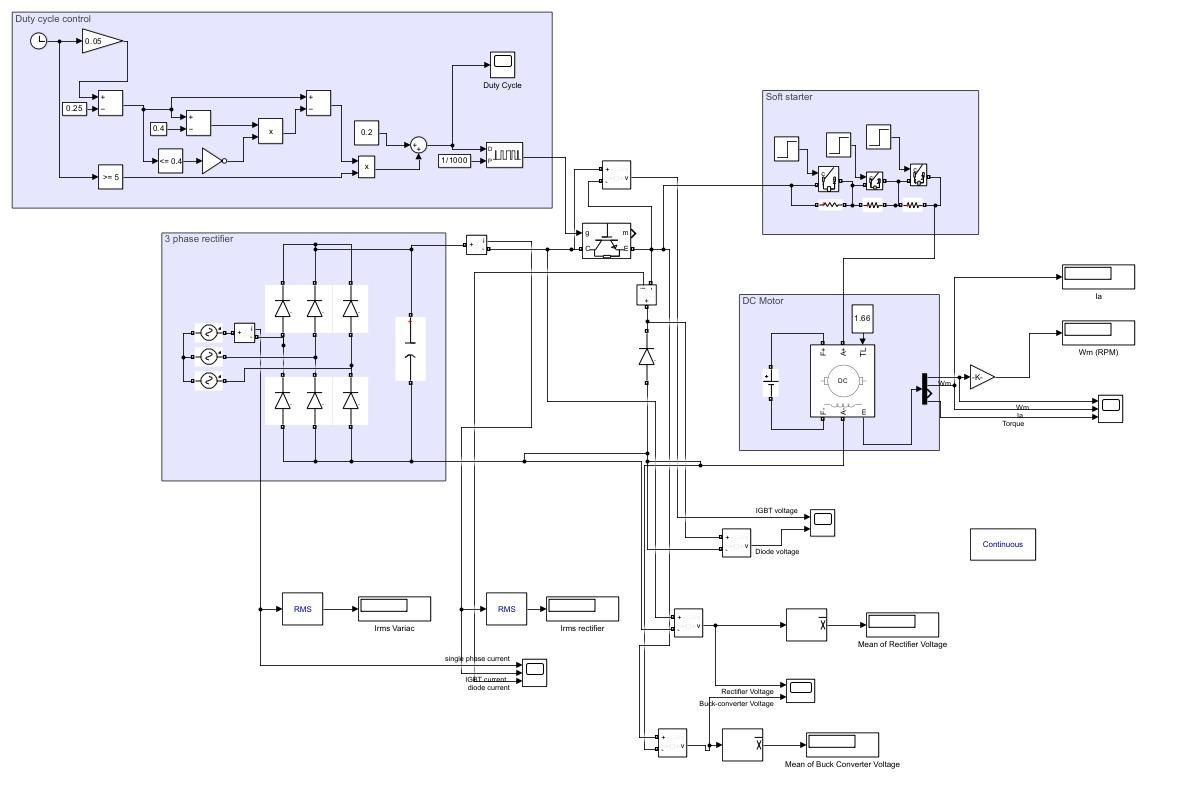 Duty cycle control
0.05
0.25
0.4
<= 0.4
x
>= 5
x
0.2
1/1000
D
P
Duty Cycle
Soft starter
3 phase rectifier
g
m
C
E
v
i
DC Motor
1.66
F+
A+
TL
DC
F-
A-
E
Wm
-K-
Ia
Wm (RPM)
Wm
Ia
Torque
IGBT voltage
Diode voltage
v
Continuous
RMS
Irms Variac
RMS
Irms rectifier
single phase current
IGBT current
diode current
v
Mean of Rectifier Voltage
Rectifier Voltage
Buck-converter Voltage
v
Mean of Buck Converter Voltage